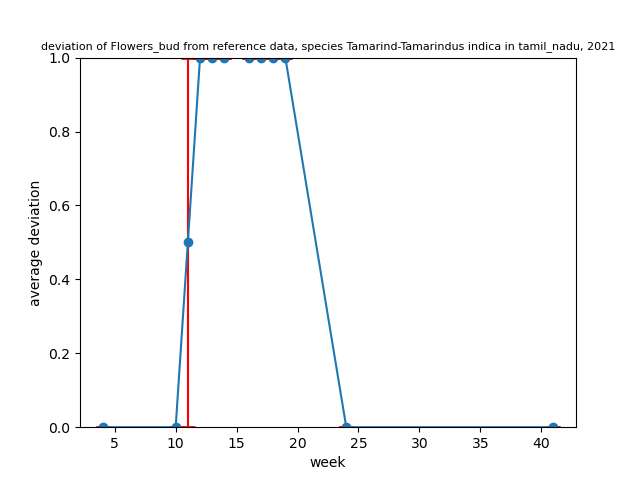 deviation of Flowers_bud from reference data, species Tamarind-Tamarindus indica in tamil_nadu, 2021
1.0
0.8
0.6
0.4
0.2
0.0
average deviation
5 10 15 20 25 30 35 40
week